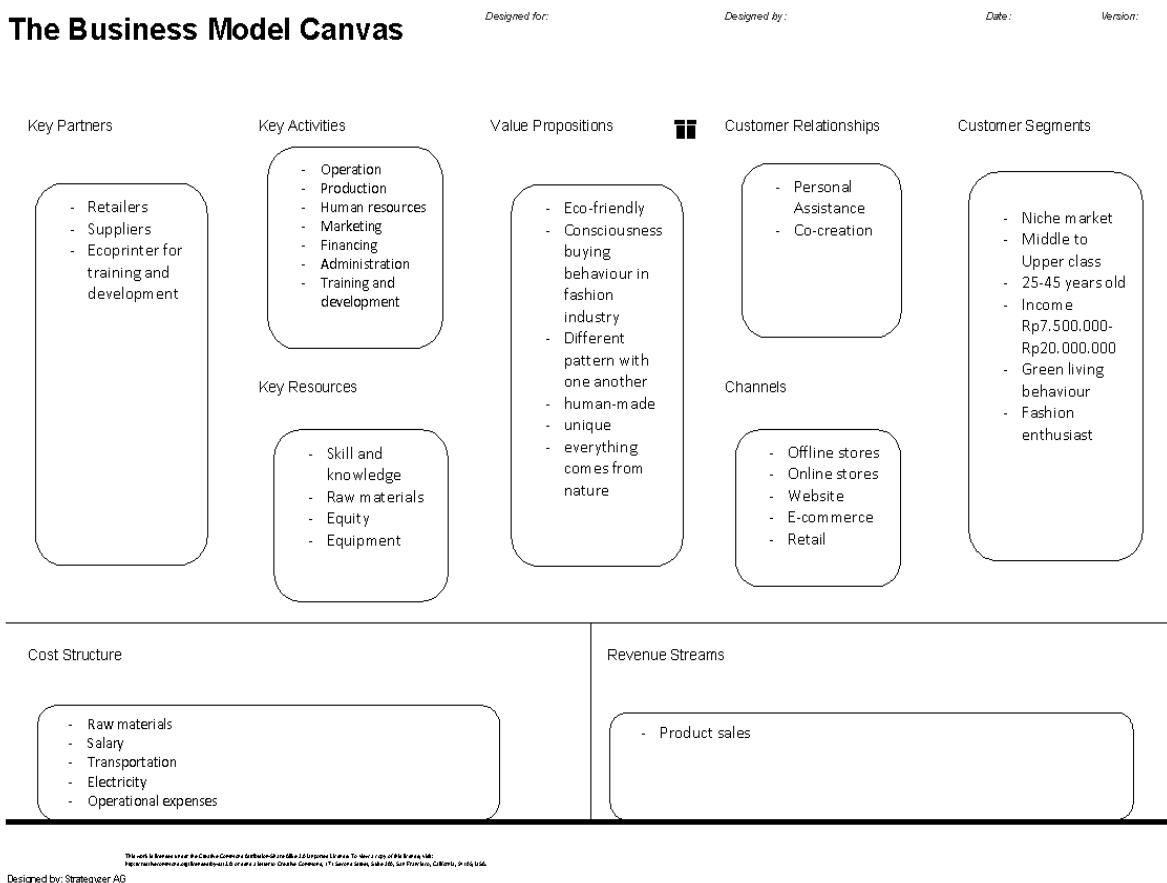 The Business Model Canvas
Designed for:
Designed by:
Date:
Version:
Key Partners
- Retailers
- Suppliers
- Ecoprinter for
training and
development
Key Activities
- Operation
- Production
- Human resources
- Marketing
- Financing
- Administration
- Training and
development
Key Resources
- Skill and
knowledge
- Raw materials
- Equity
- Equipment
Value Propositions
- Eco-friendly
- Consciousness
buying
behaviour in
fashion
industry
- Different
pattern with
one another
- human-made
- unique
- everything
comes from
nature
Customer Relationships
- Personal
Assistance
- Co-creation
Channels
- Offline stores
- Online stores
- Website
- E-commerce
- Retail
Customer Segments
- Niche market
- Middle to
Upper class
- 25-45 years old
- Income
Rp7.500.000-
Rp20.000.000
- Green living
behaviour
- Fashion
enthusiast
Cost Structure
- Raw materials
- Salary
- Transportation
- Electricity
- Operational expenses
Revenue Streams
- Product sales
Designed by: Strategyzer AG